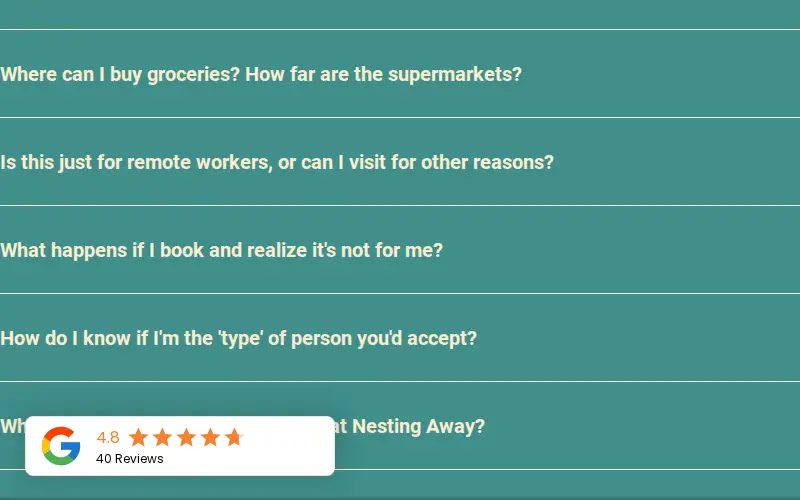 Where can I buy groceries? How far are the supermarkets?
Is this just for remote workers, or can I visit for other reasons?
What happens if I book and realize it's not for me?
How do I know if I'm the 'type' of person you'd accept?
at Nesting Away?
4.8
40 Reviews